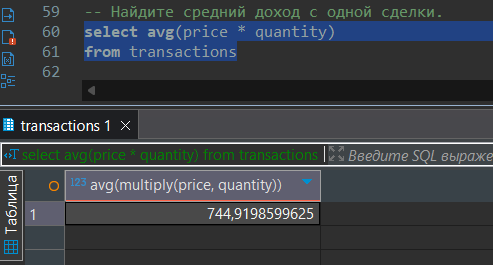 59 -- Найдите средний доход с одной сделки.
60 select avg(price * quantity)
61 from transactions
62
transactions 1
select avg(price * quantity) from transactions Введите SQL выраже
Таблица
123 avg(multiply(price, quantity))
1 744,9198599625